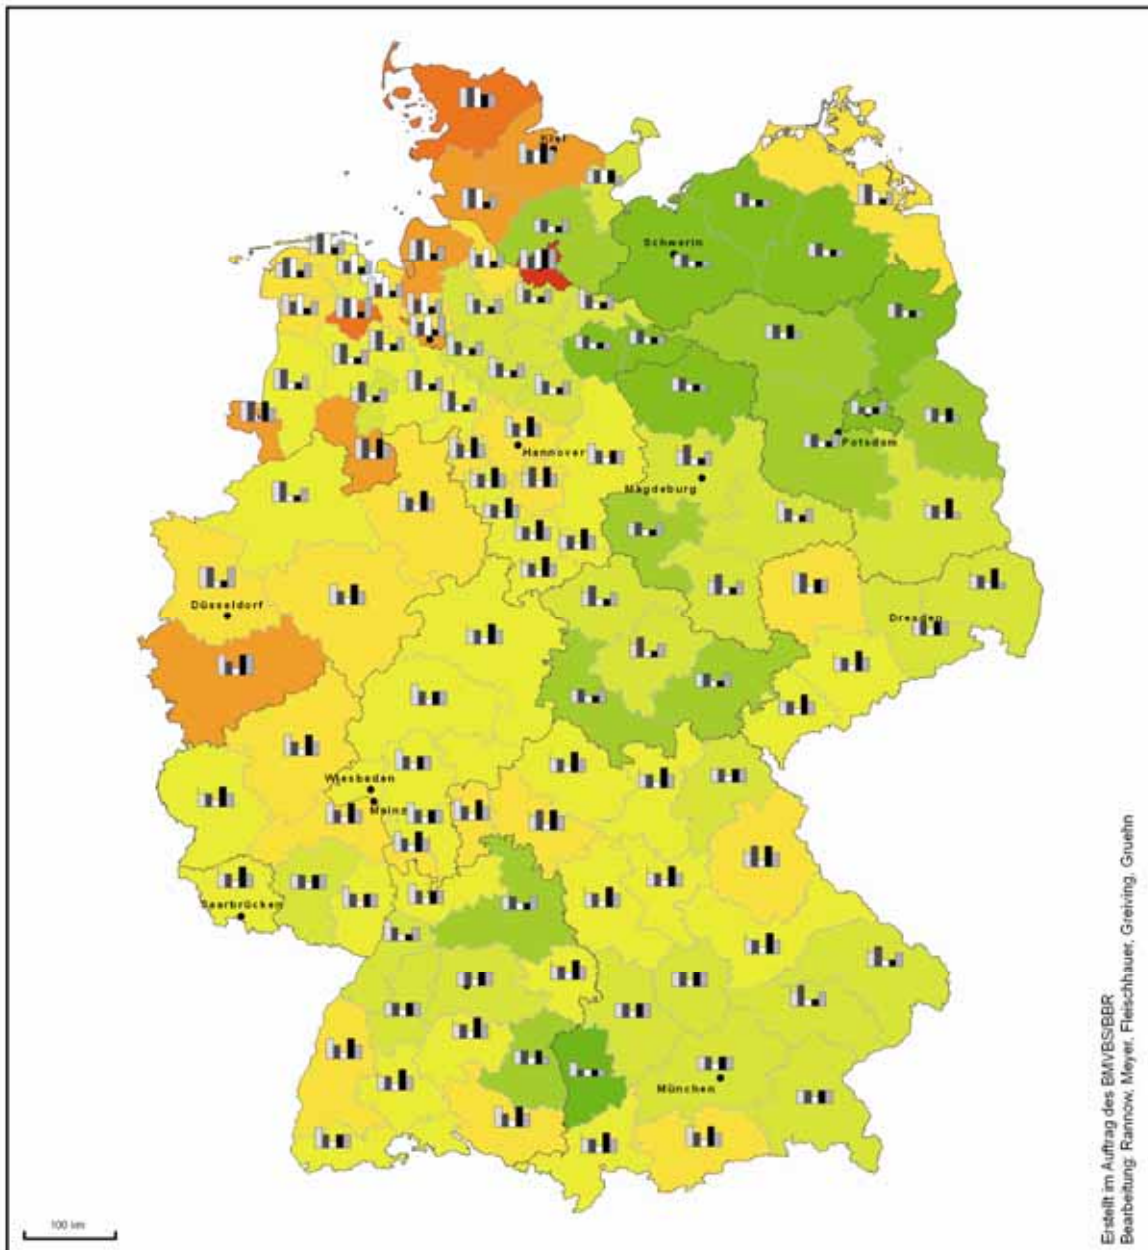 Kiel
Schwerin
Potsdam
Hannover
Magdeburg
Düsseldorf
Dresden
Wiesbaden
Mainz
Saarbrücken
München
100 km
Erstellt im Auftrag des BMVBS/BBR
Bearbeitung: Rannow, Meyer, Fleischhauer, Greiving, Gruehn